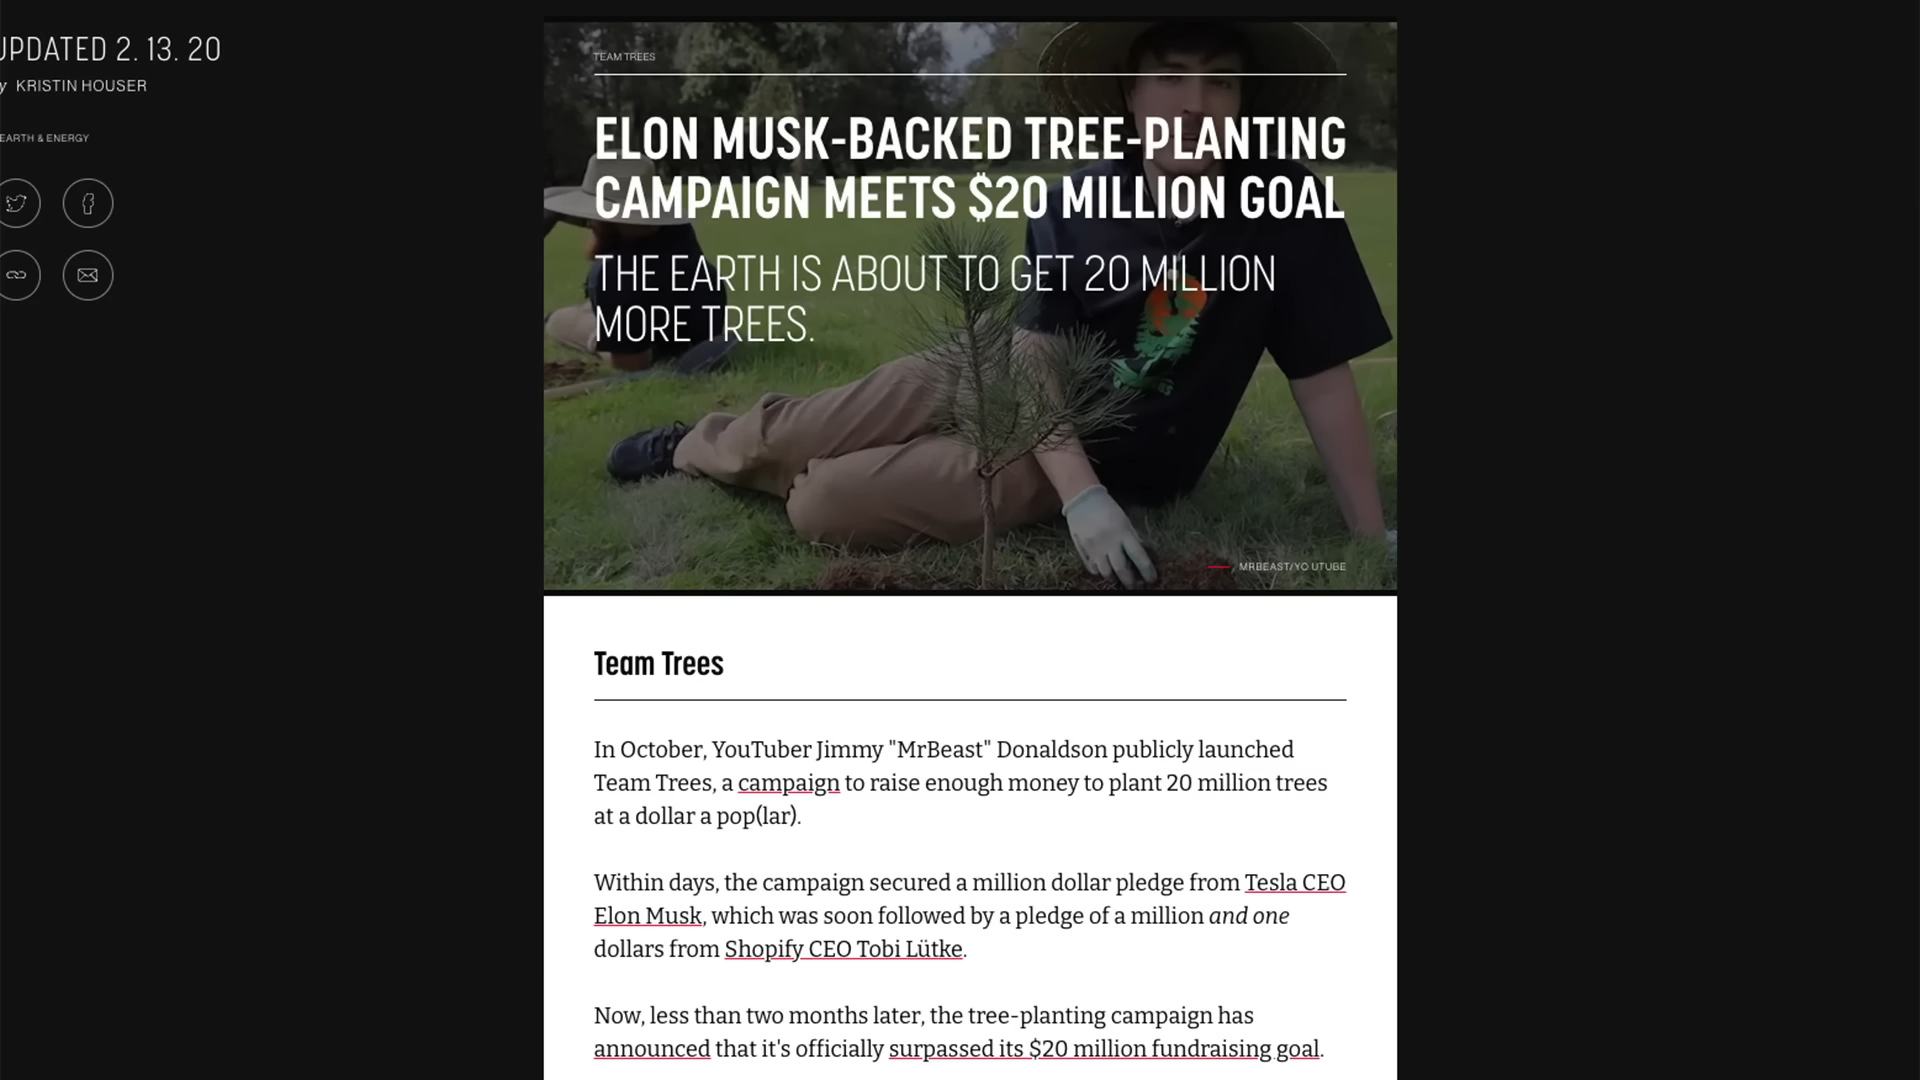 UPDATED 2. 13. 20
y KRISTIN HOUSER
EARTH & ENERGY
TEAM TREES
ELON MUSK-BACKED TREE-PLANTING
CAMPAIGN MEETS $20 MILLION GOAL
THE EARTH IS ABOUT TO GET 20 MILLION
MORE TREES.
MRBEAST/YO UTUBE
Team Trees
In October, YouTuber Jimmy "MrBeast" Donaldson publicly launched
Team Trees, a campaign to raise enough money to plant 20 million trees
at a dollar a pop(lar).
Within days, the campaign secured a million dollar pledge from Tesla CEO
Elon Musk, which was soon followed by a pledge of a million and one
dollars from Shopify CEO Tobi Lütke.
Now, less than two months later, the tree-planting campaign has
announced that it's officially surpassed its $20 million fundraising goal.